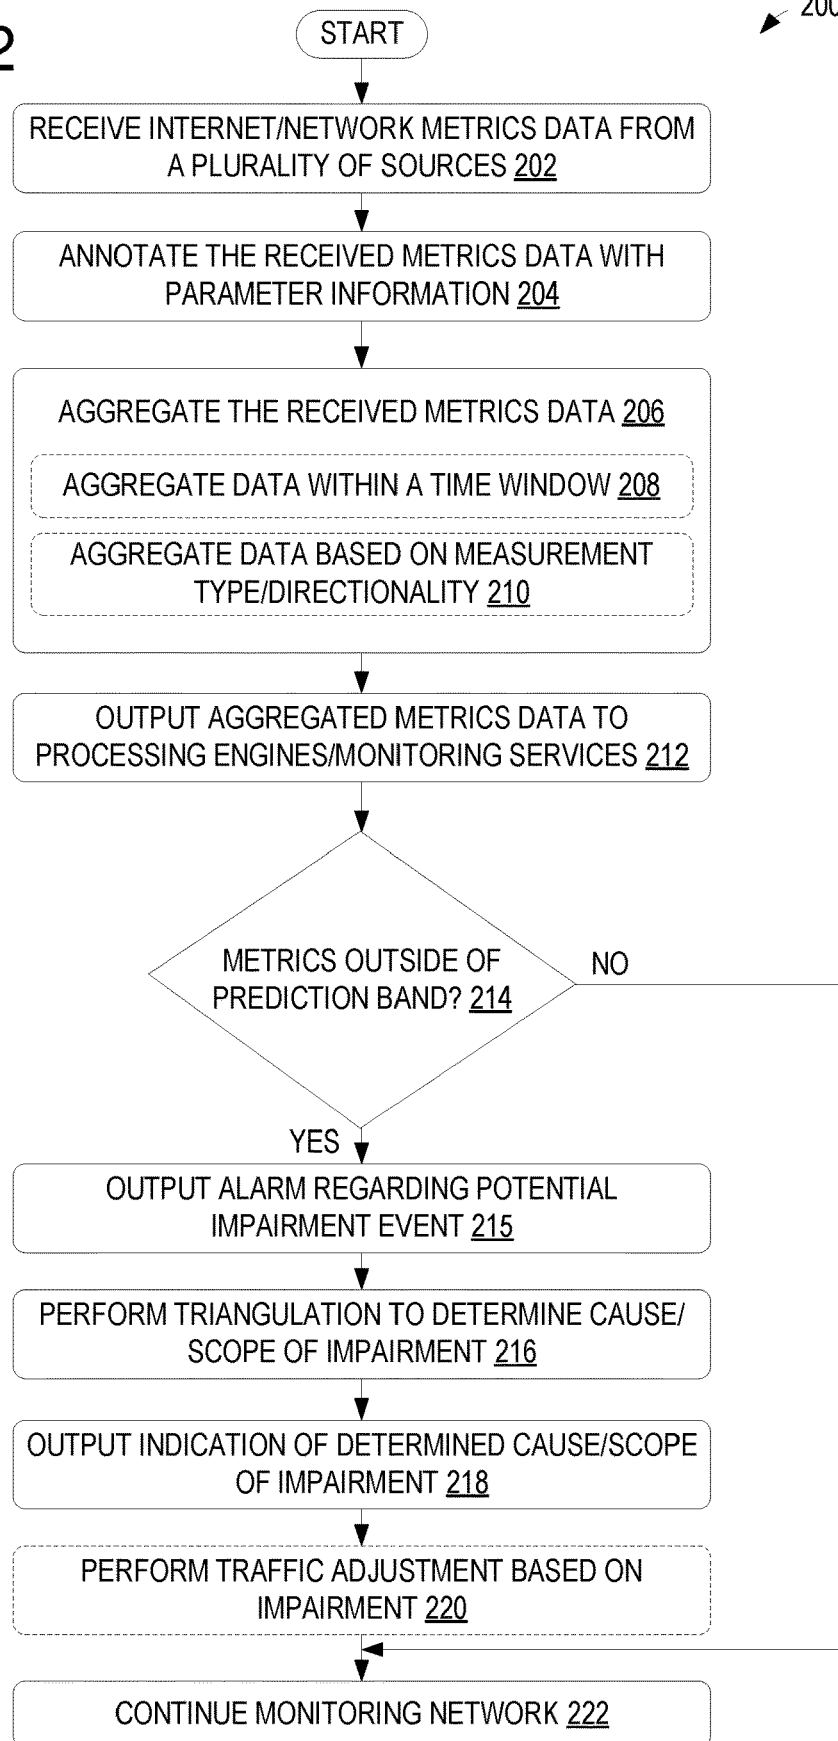 2
200
START
RECEIVE INTERNET/NETWORK METRICS DATA FROM
A PLURALITY OF SOURCES 202
ANNOTATE THE RECEIVED METRICS DATA WITH
PARAMETER INFORMATION 204
AGGREGATE THE RECEIVED METRICS DATA 206
AGGREGATE DATA WITHIN A TIME WINDOW 208
AGGREGATE DATA BASED ON MEASUREMENT
TYPE/DIRECTIONALITY 210
OUTPUT AGGREGATED METRICS DATA TO
PROCESSING ENGINES/MONITORING SERVICES 212
METRICS OUTSIDE OF
PREDICTION BAND? 214
NO
YES
OUTPUT ALARM REGARDING POTENTIAL
IMPAIRMENT EVENT 215
PERFORM TRIANGULATION TO DETERMINE CAUSE/
SCOPE OF IMPAIRMENT 216
OUTPUT INDICATION OF DETERMINED CAUSE/SCOPE
OF IMPAIRMENT 218
PERFORM TRAFFIC ADJUSTMENT BASED ON
IMPAIRMENT 220
CONTINUE MONITORING NETWORK 222